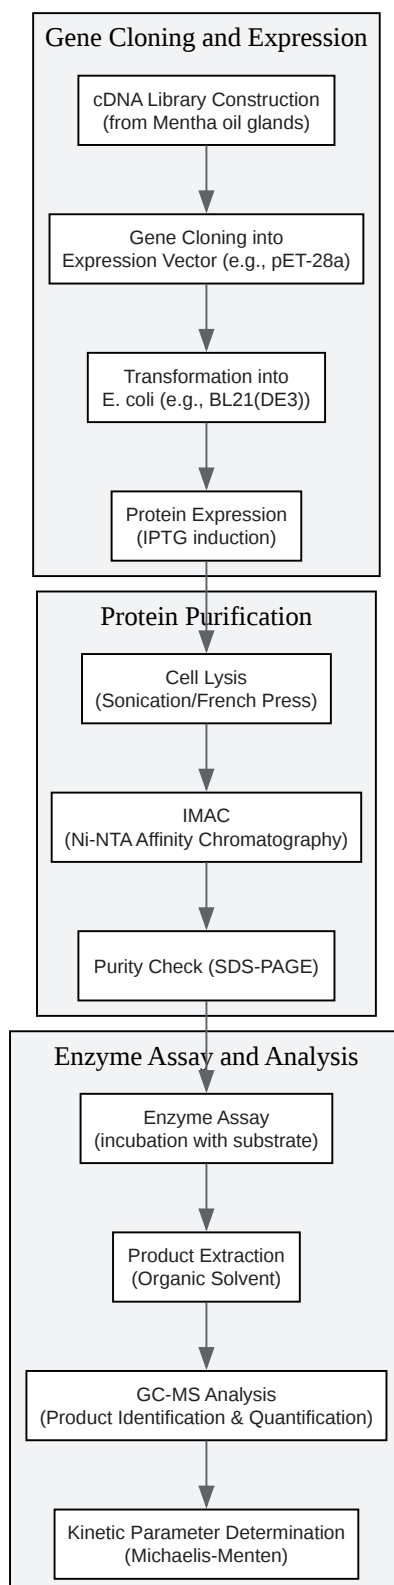 Gene Cloning and Expression
cDNA Library Construction
(from Mentha oil glands)
Gene Cloning into
Expression Vector (e.g., pET-28a)
Transformation into
E. coli (e.g., BL21(DE3))
Protein Expression
(IPTG induction)
Protein Purification
Cell Lysis
(Sonication/French Press)
IMAC
(Ni-NTA Affinity Chromatography)
Purity Check (SDS-PAGE)
Enzyme Assay and Analysis
Enzyme Assay
(incubation with substrate)
Product Extraction
(Organic Solvent)
GC-MS Analysis
(Product Identification & Quantification)
Kinetic Parameter Determination
(Michaelis-Menten)